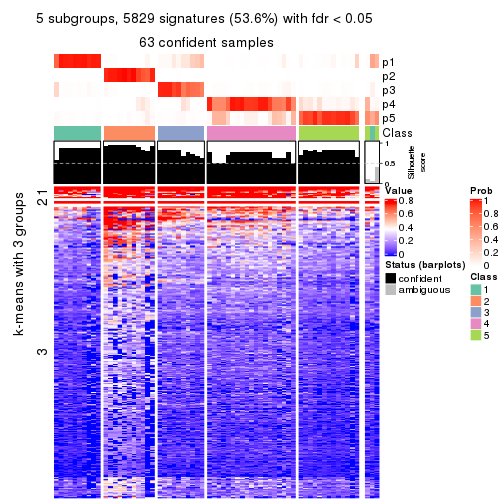 5 subgroups, 5829 signatures (53.6%) with fdr < 0.05
63 confident samples
p1
p2
p3
p4
p5
Class
1
0.5
0
Silhouette
score
k-means with 3 groups
1
2
3
Value
0.8
0.6
0.4
0.2
0
Status (barplots)
confident
ambiguous
Prob
1
0.8
0.6
0.4
0.2
0
Class
1
2
3
4
5